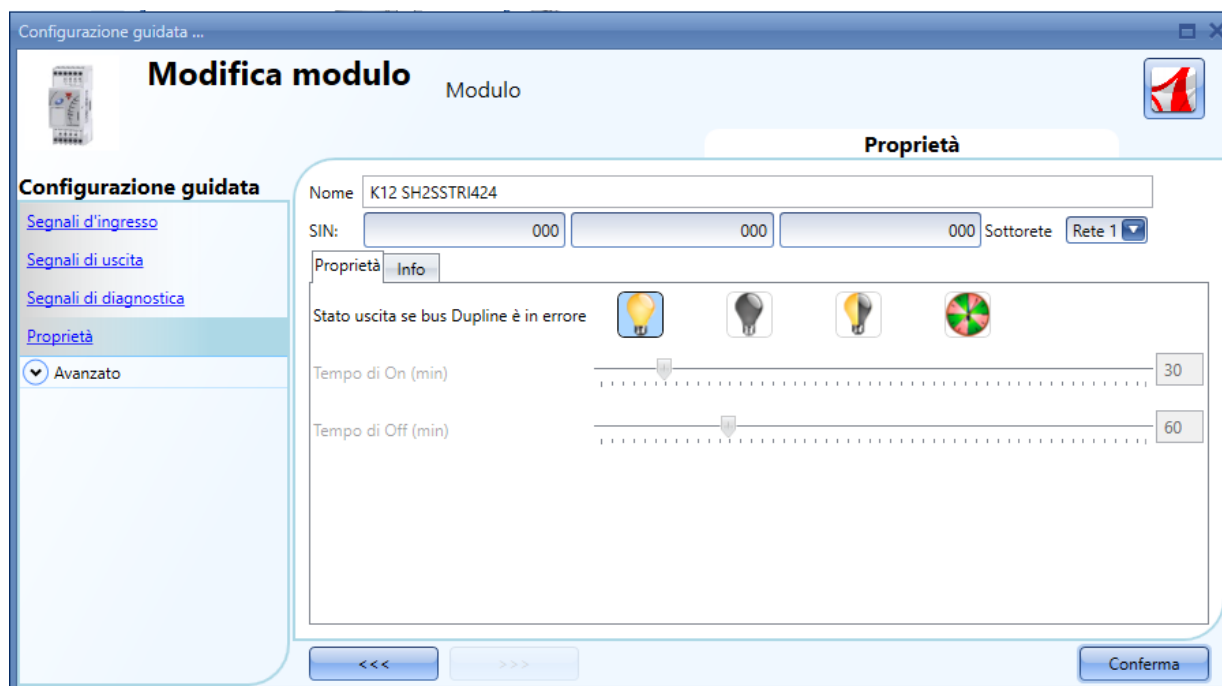 Configurazione guidata ...
Modifica modulo
Modulo
Proprietà
Configurazione guidata
Segnali d'ingresso
Segnali di uscita
Segnali di diagnostica
Proprietà
Avanzato
Nome K12 SH2SSTRI424
SIN: 000 000 000 Sottorete Rete 1
Proprietà Info
Stato uscita se bus Dupline è in errore
Tempo di On (min) 30
Tempo di Off (min) 60
<<< >>> Conferma